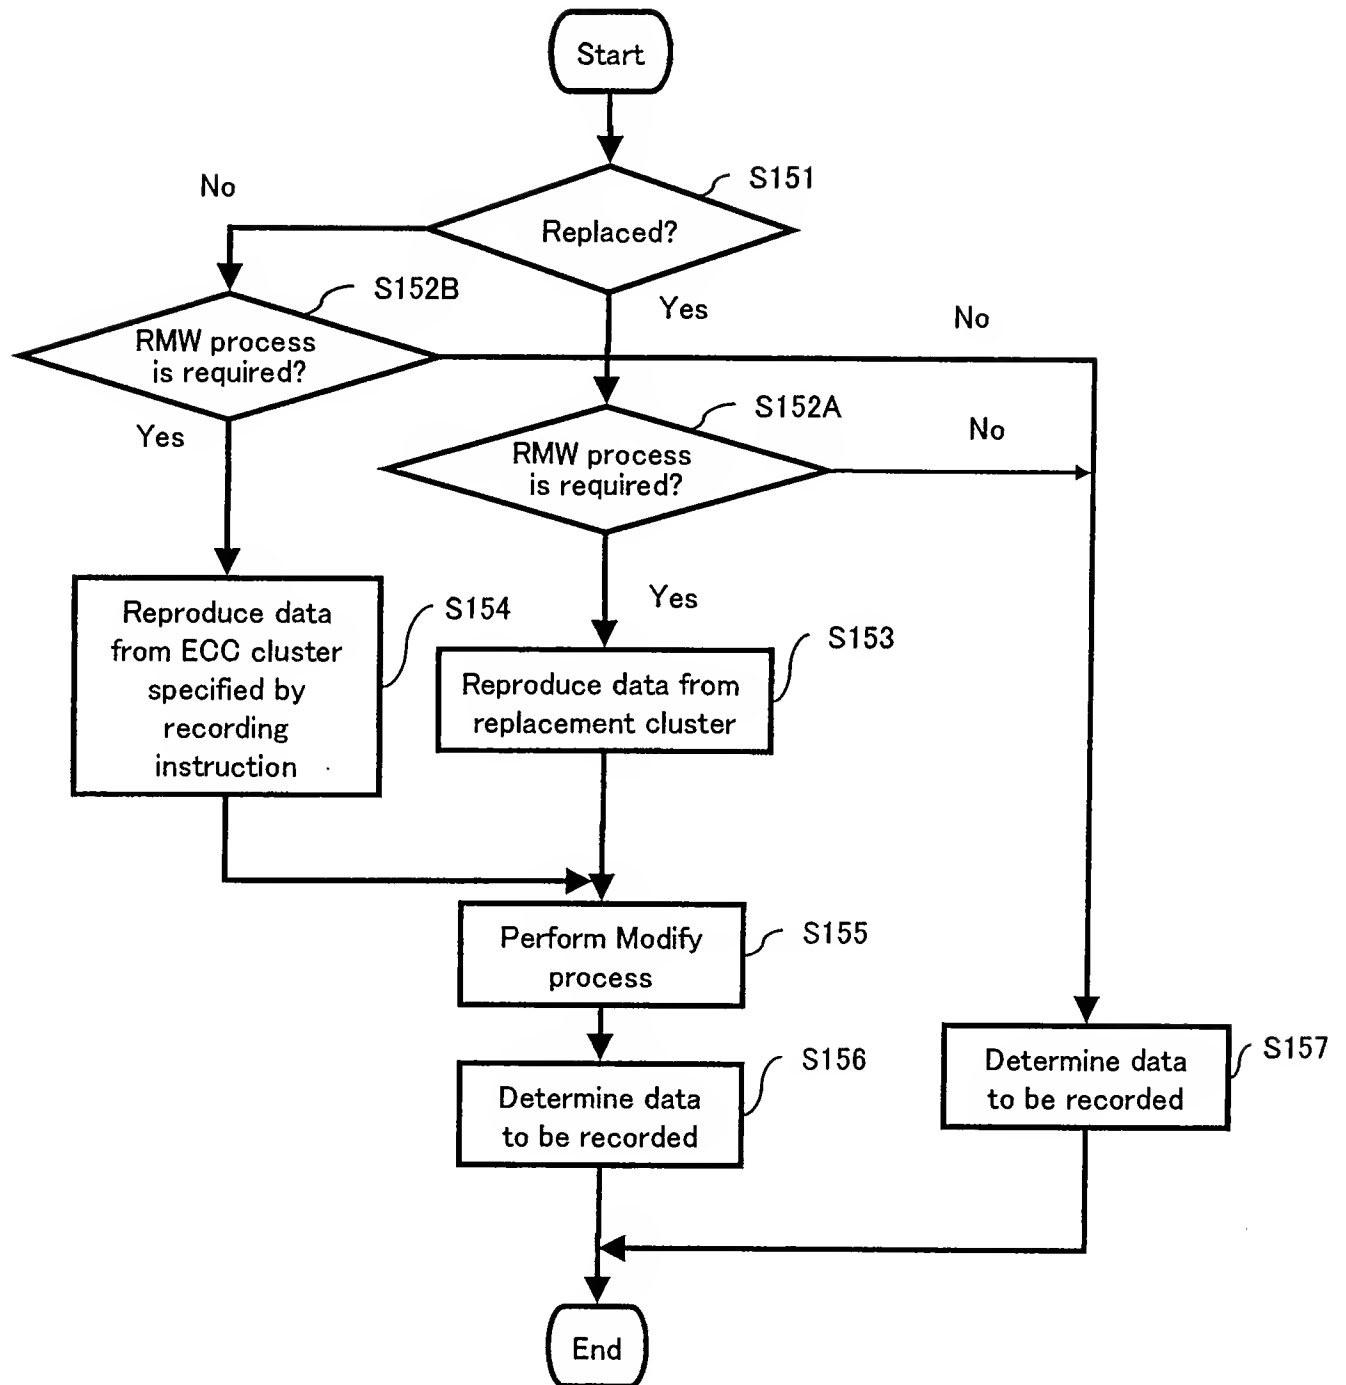 Start
S151
No
Replaced?
S152B
Yes
No
RMW process
is required?
S152A
No
Yes
RMW process
is required?
Yes
S154
Reproduce data
from ECC cluster
specified by
recording
instruction
S153
Reproduce data from
replacement cluster
S155
Perform Modify
process
S156
Determine data
to be recorded
S157
Determine data
to be recorded
End